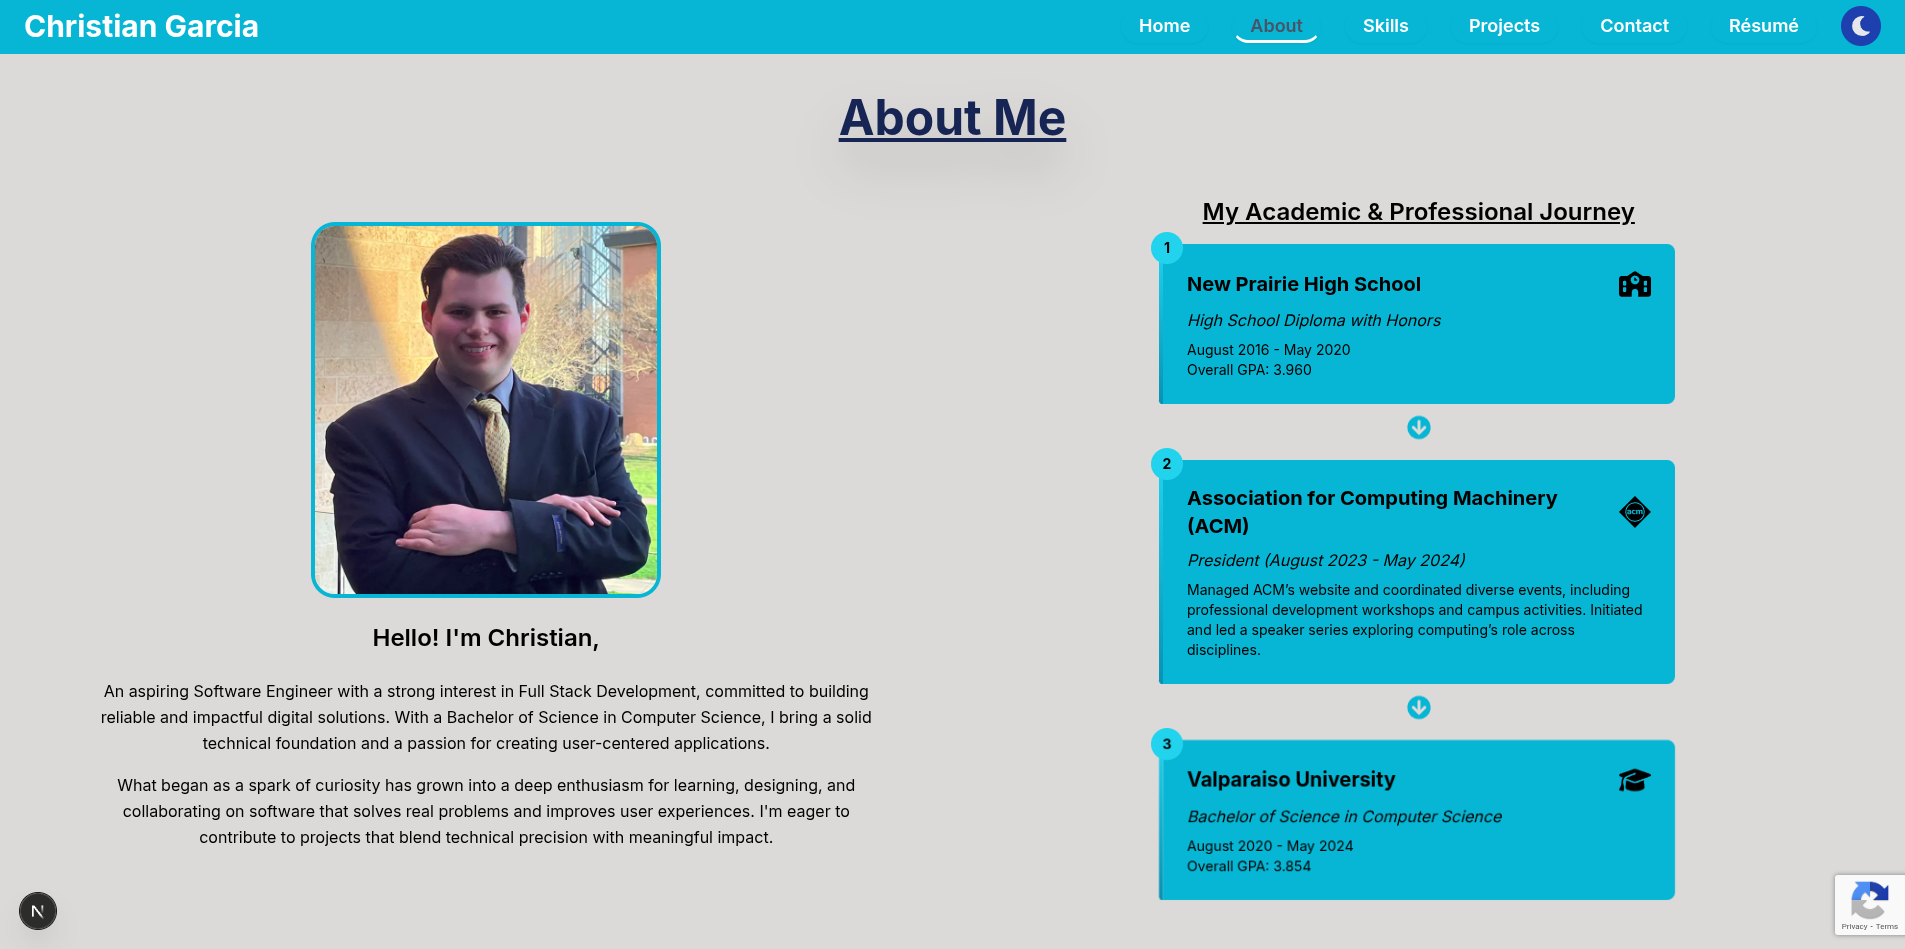 Christian Garcia
Home
About
Skills
Projects
Contact
Résumé
About Me
Hello! I'm Christian,
An aspiring Software Engineer with a strong interest in Full Stack Development, committed to building
reliable and impactful digital solutions. With a Bachelor of Science in Computer Science, I bring a solid
technical foundation and a passion for creating user-centered applications.
What began as a spark of curiosity has grown into a deep enthusiasm for learning, designing, and
collaborating on software that solves real problems and improves user experiences. I'm eager to
contribute to projects that blend technical precision with meaningful impact.
My Academic & Professional Journey
1
New Prairie High School
High School Diploma with Honors
August 2016 - May 2020
Overall GPA: 3.960
2
Association for Computing Machinery
(ACM)
acm
President (August 2023 - May 2024)
Managed ACM’s website and coordinated diverse events, including
professional development workshops and campus activities. Initiated
and led a speaker series exploring computing’s role across
disciplines.
3
Valparaiso University
Bachelor of Science in Computer Science
August 2020 - May 2024
Overall GPA: 3.854
N
Privacy - Terms